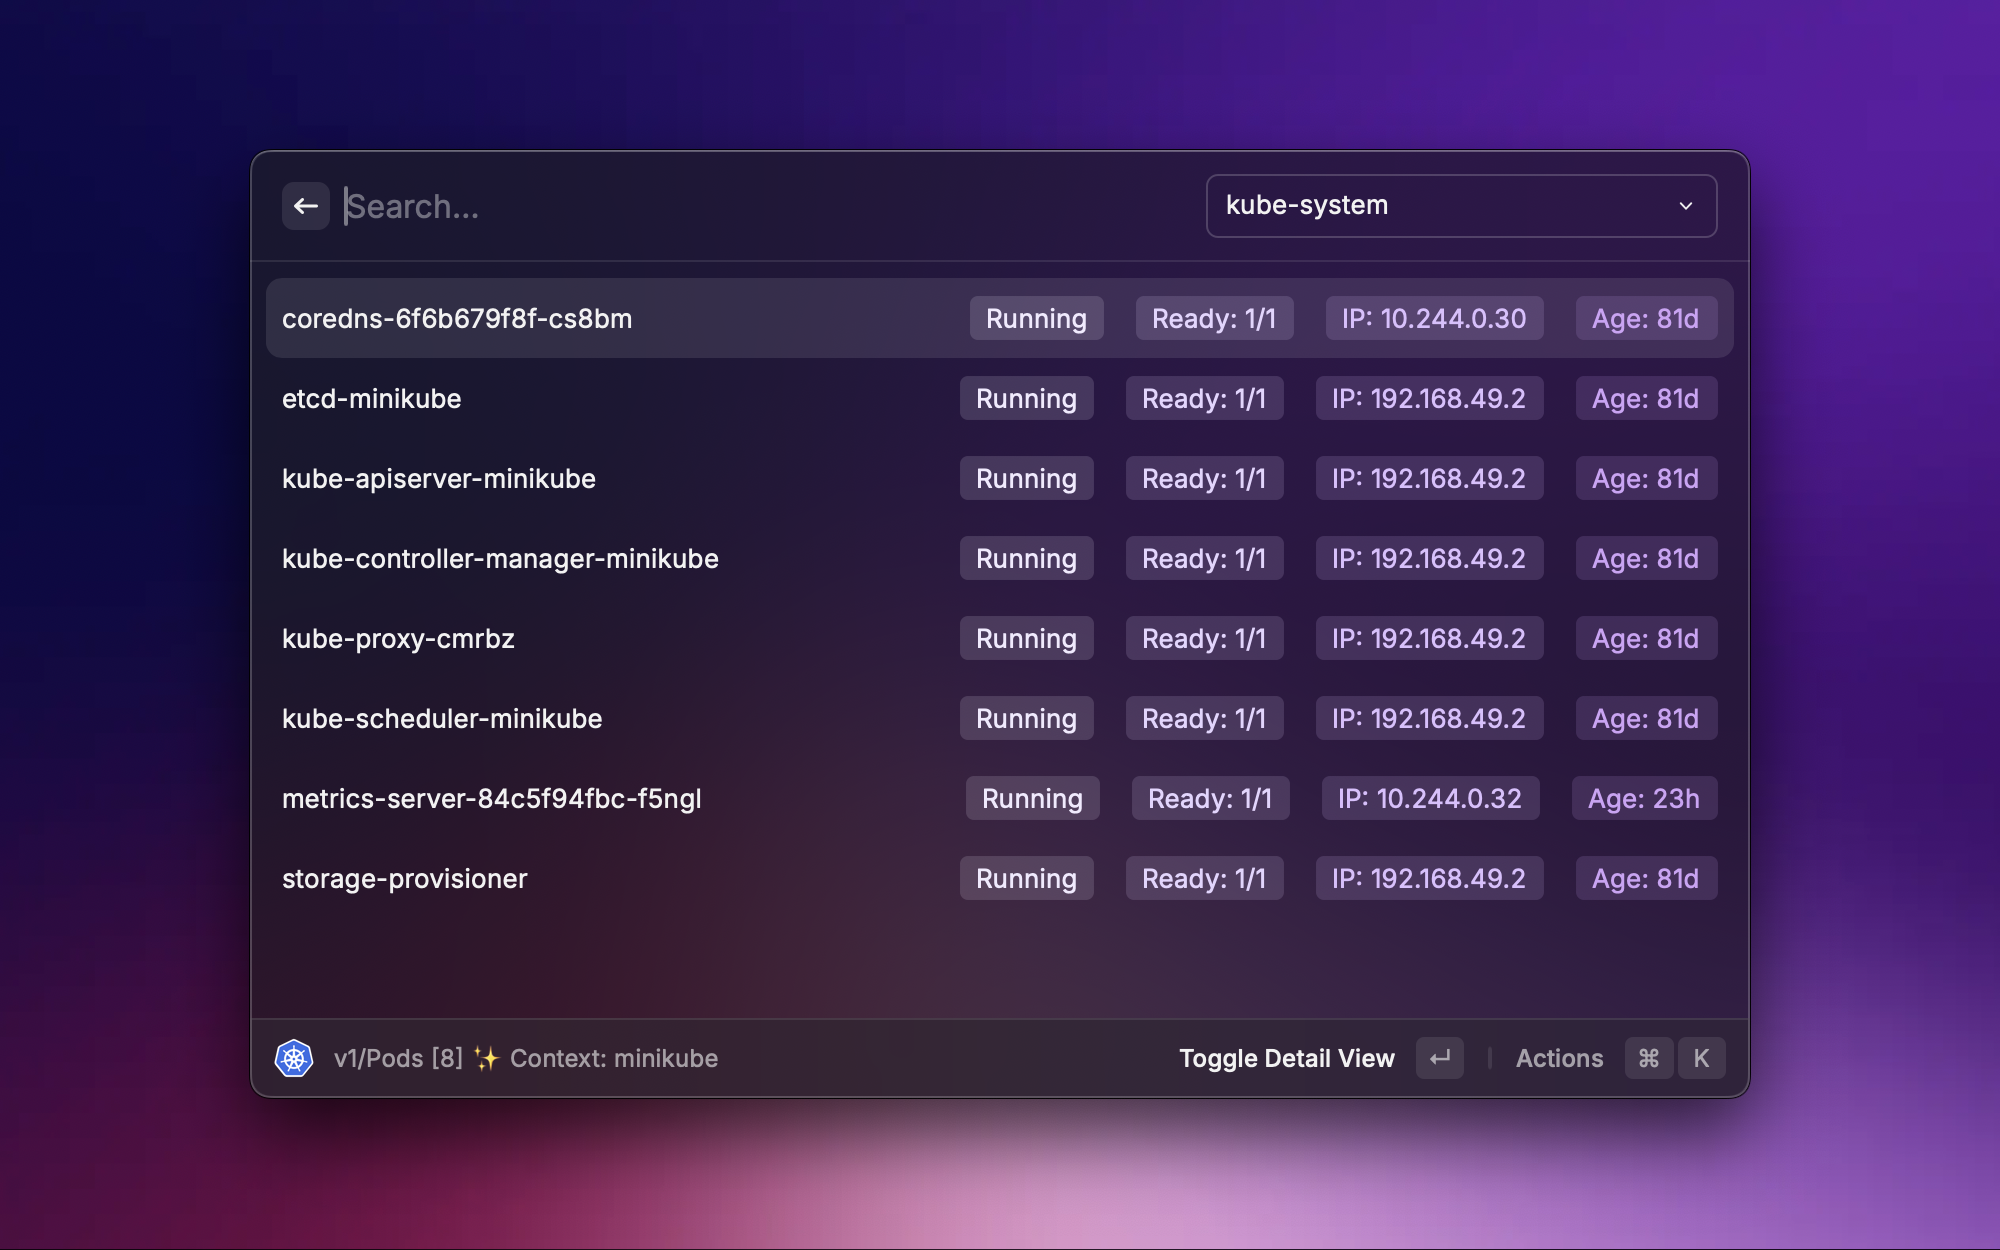 Search... kube-system
coredns-6f6b679f8f-cs8bm Running Ready: 1/1 IP: 10.244.0.30 Age: 81d
etcd-minikube Running Ready: 1/1 IP: 192.168.49.2 Age: 81d
kube-apiserver-minikube Running Ready: 1/1 IP: 192.168.49.2 Age: 81d
kube-controller-manager-minikube Running Ready: 1/1 IP: 192.168.49.2 Age: 81d
kube-proxy-cmrbz Running Ready: 1/1 IP: 192.168.49.2 Age: 81d
kube-scheduler-minikube Running Ready: 1/1 IP: 192.168.49.2 Age: 81d
metrics-server-84c5f94fbc-f5ngl Running Ready: 1/1 IP: 10.244.0.32 Age: 23h
storage-provisioner Running Ready: 1/1 IP: 192.168.49.2 Age: 81d
v1/Pods [8] ✨ Context: minikube Toggle Detail View ↵ Actions ⌘ K